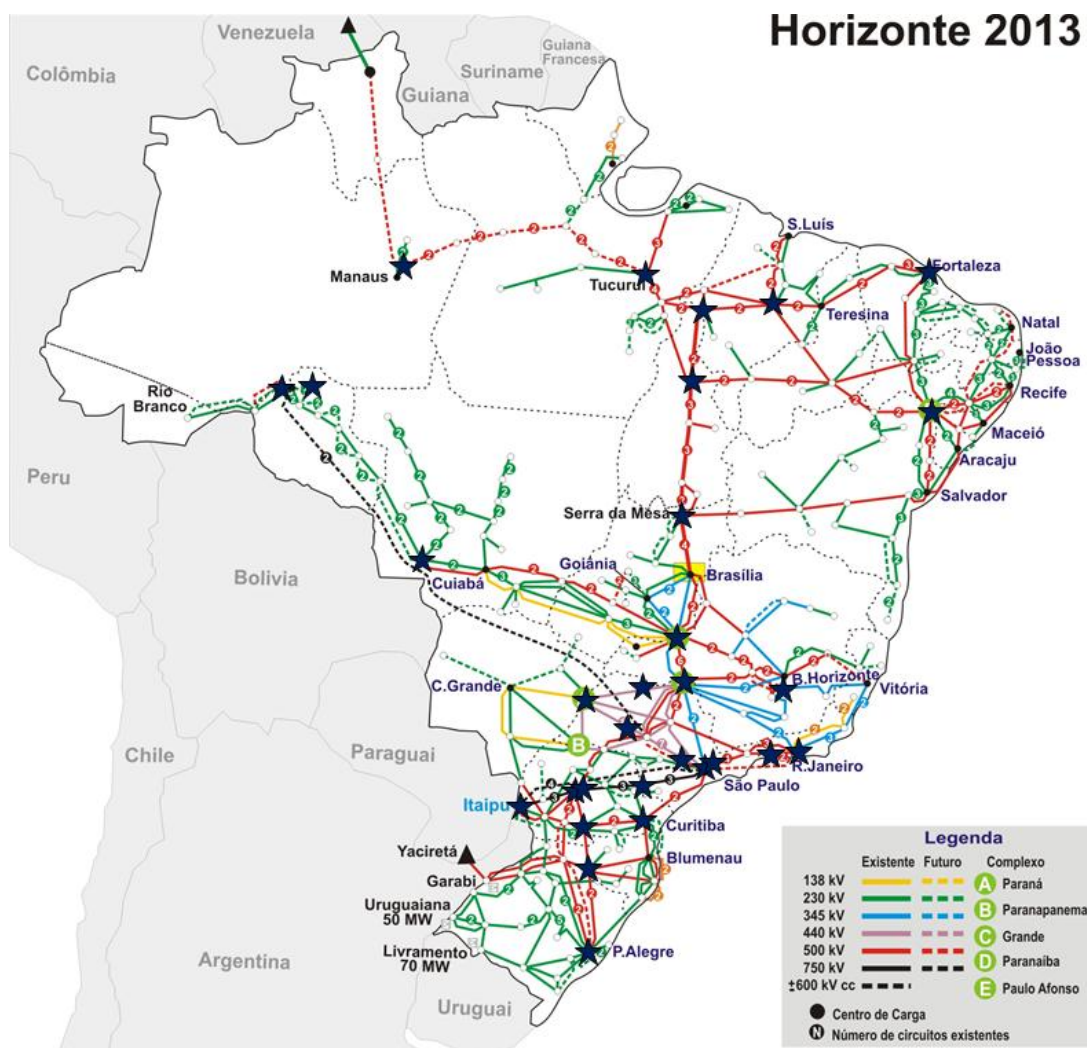 Horizonte 2013
Venezuela
Colômbia
Suriname
Guiana
Francesa
Guiana
S.Luís
Manaus
Tucuruí
Fortaleza
Teresina
Natal
João
Pessoa
Rio
Branco
Recife
Maceió
Aracaju
Salvador
Peru
Serra da Mesa
Bolivia
Cuiabá
Goiânia
Brasília
C.Grande
B.Horizonte
Vitória
B
Chile
Paraguai
R.Janeiro
São Paulo
Itaipu
Curitiba
Yaciretá
Blumenau
Garabi
Uruguaiana
50 MW
Livramento
70 MW
P.Alegre
Argentina
Uruguai
Legenda
Existente Futuro Complexo
138 kV A Paraná
230 kV B Paranapanema
345 kV
440 kV C Grande
500 kV D Paranaíba
750 kV E Paulo Afonso
±600 kV cc
Centro de Carga
N Número de circuitos existentes